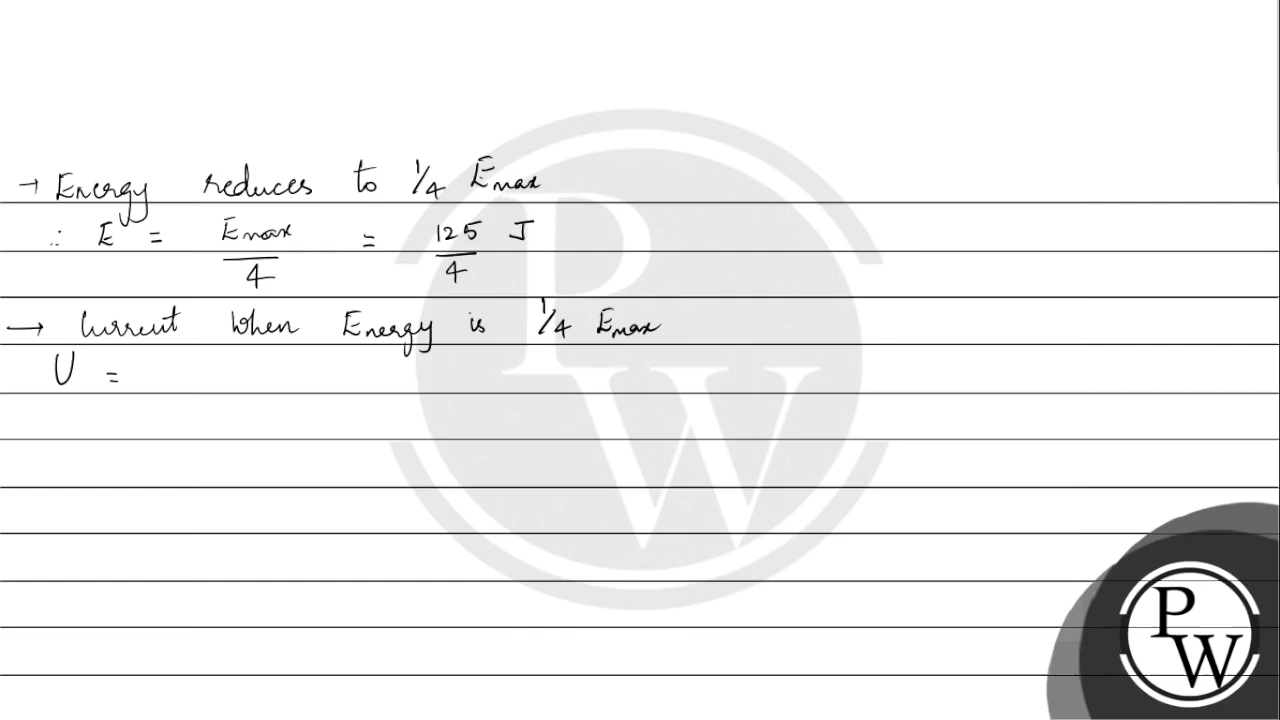 → Energy reduces to 1/4 Emax
∴ E = Emax/4 = 125/4 J
→ Current when Energy is 1/4 Emax
U =
P
W
P
W